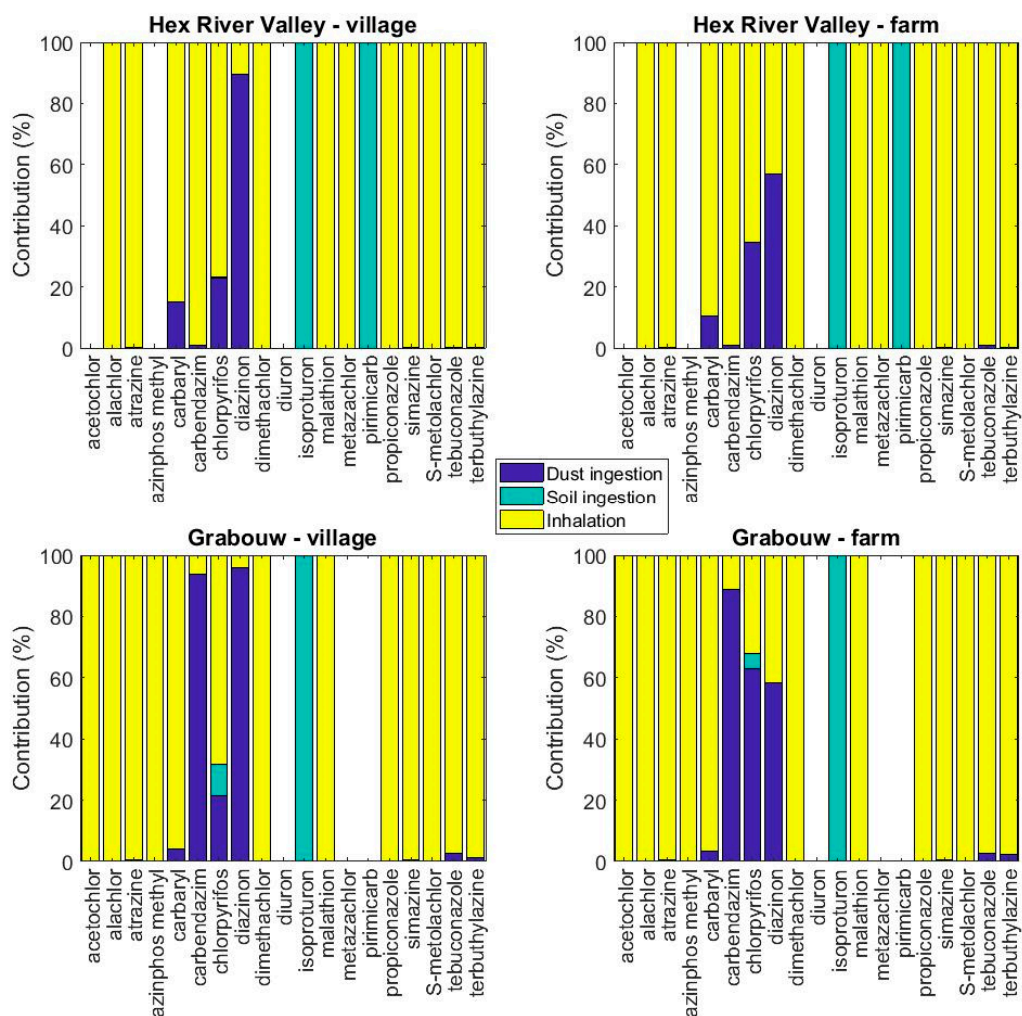 Hex River Valley - village
Contribution (%)
100
80
60
40
20
0
acetochlor
alachlor
atrazine
azinphos methyl
carbaryl
carbendazim
chlorpyrifos
diazinon
dimethachlor
diuron
isoproturon
malathion
metazachlor
pirimicarb
propiconazole
simazine
S-metolachlor
tebuconazole
terbuthylazine
Hex River Valley - farm
Contribution (%)
100
80
60
40
20
0
acetochlor
alachlor
atrazine
azinphos methyl
carbaryl
carbendazim
chlorpyrifos
diazinon
dimethachlor
diuron
isoproturon
malathion
metazachlor
pirimicarb
propiconazole
simazine
S-metolachlor
tebuconazole
terbuthylazine
Dust ingestion
Soil ingestion
Inhalation
Grabouw - village
Contribution (%)
100
80
60
40
20
0
acetochlor
alachlor
atrazine
azinphos methyl
carbaryl
carbendazim
chlorpyrifos
diazinon
dimethachlor
diuron
isoproturon
malathion
metazachlor
pirimicarb
propiconazole
simazine
S-metolachlor
tebuconazole
terbuthylazine
Grabouw - farm
Contribution (%)
100
80
60
40
20
0
acetochlor
alachlor
atrazine
azinphos methyl
carbaryl
carbendazim
chlorpyrifos
diazinon
dimethachlor
diuron
isoproturon
malathion
metazachlor
pirimicarb
propiconazole
simazine
S-metolachlor
tebuconazole
terbuthylazine